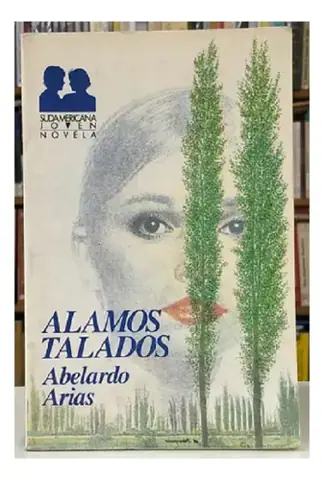 SUDAMERICANA
JOVEN
NOVELA
ALAMOS
TALADOS
Abelardo
Arias